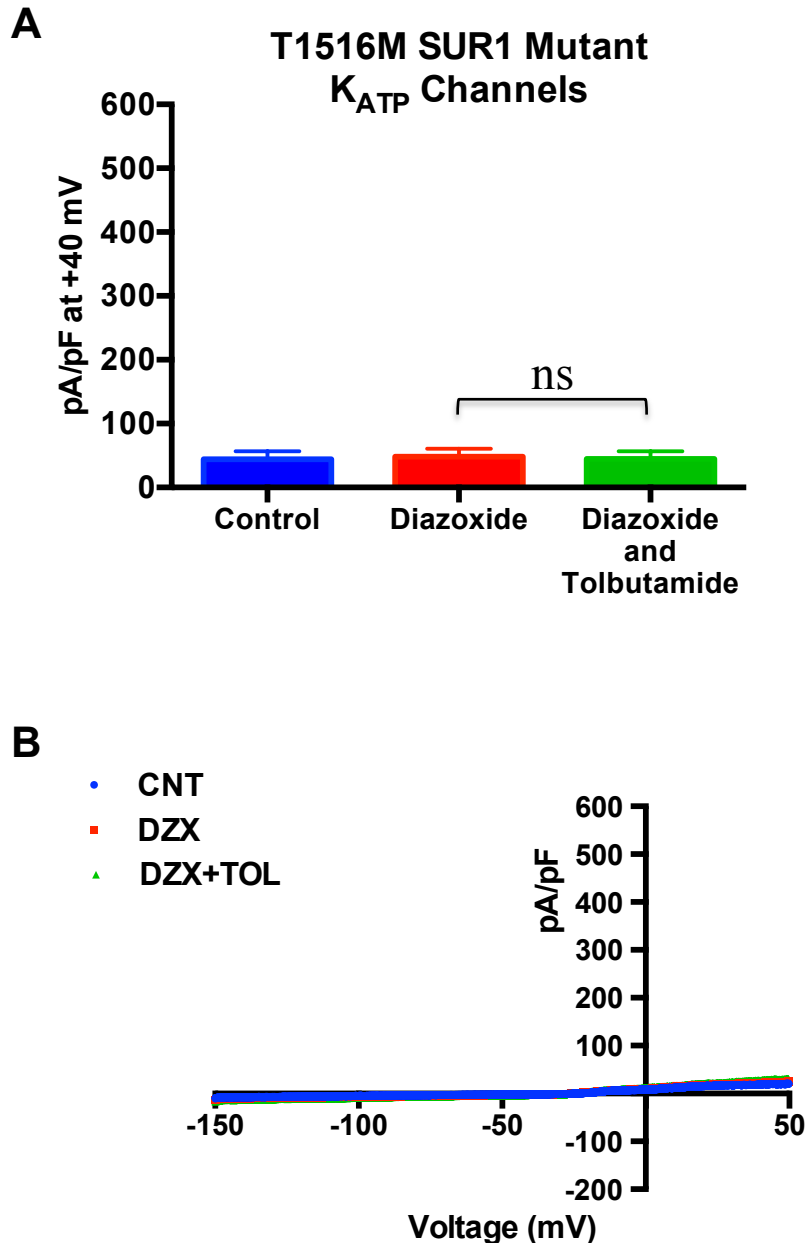 A
T1516M SUR1 Mutant
KATP Channels
pA/pF at +40 mV
600
500
400
300
200
100
0
ns
Control
Diazoxide
Diazoxide
and
Tolbutamide
B
CNT
DZX
DZX+TOL
pA/pF
600
500
400
300
200
100
-100
-200
-150
-100
-50
50
Voltage (mV)